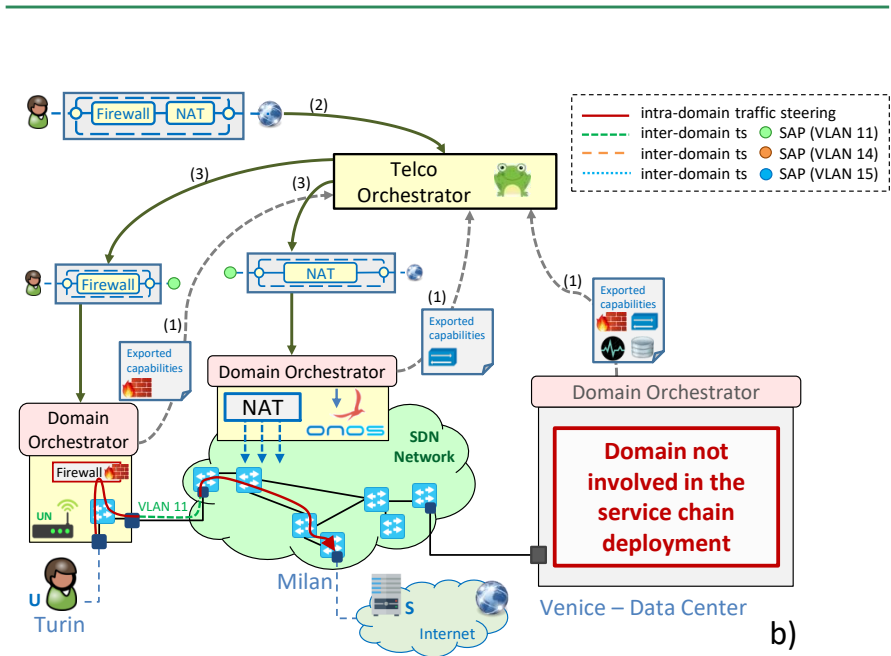 Firewall
NAT
(2)
intra-domain traffic steering
inter-domain ts SAP (VLAN 11)
inter-domain ts SAP (VLAN 14)
inter-domain ts SAP (VLAN 15)
Telco
Orchestrator
(3)
(3)
Firewall
NAT
(1)
(1)
(1)
Exported
capabilities
Exported
capabilities
Exported
capabilities
Domain Orchestrator
Domain Orchestrator
Domain
Orchestrator
NAT
onos
SDN
Network
Firewall
UN
VLAN 11
Domain not
involved in the
service chain
deployment
U
Turin
Milan
S
Internet
Venice – Data Center
b)